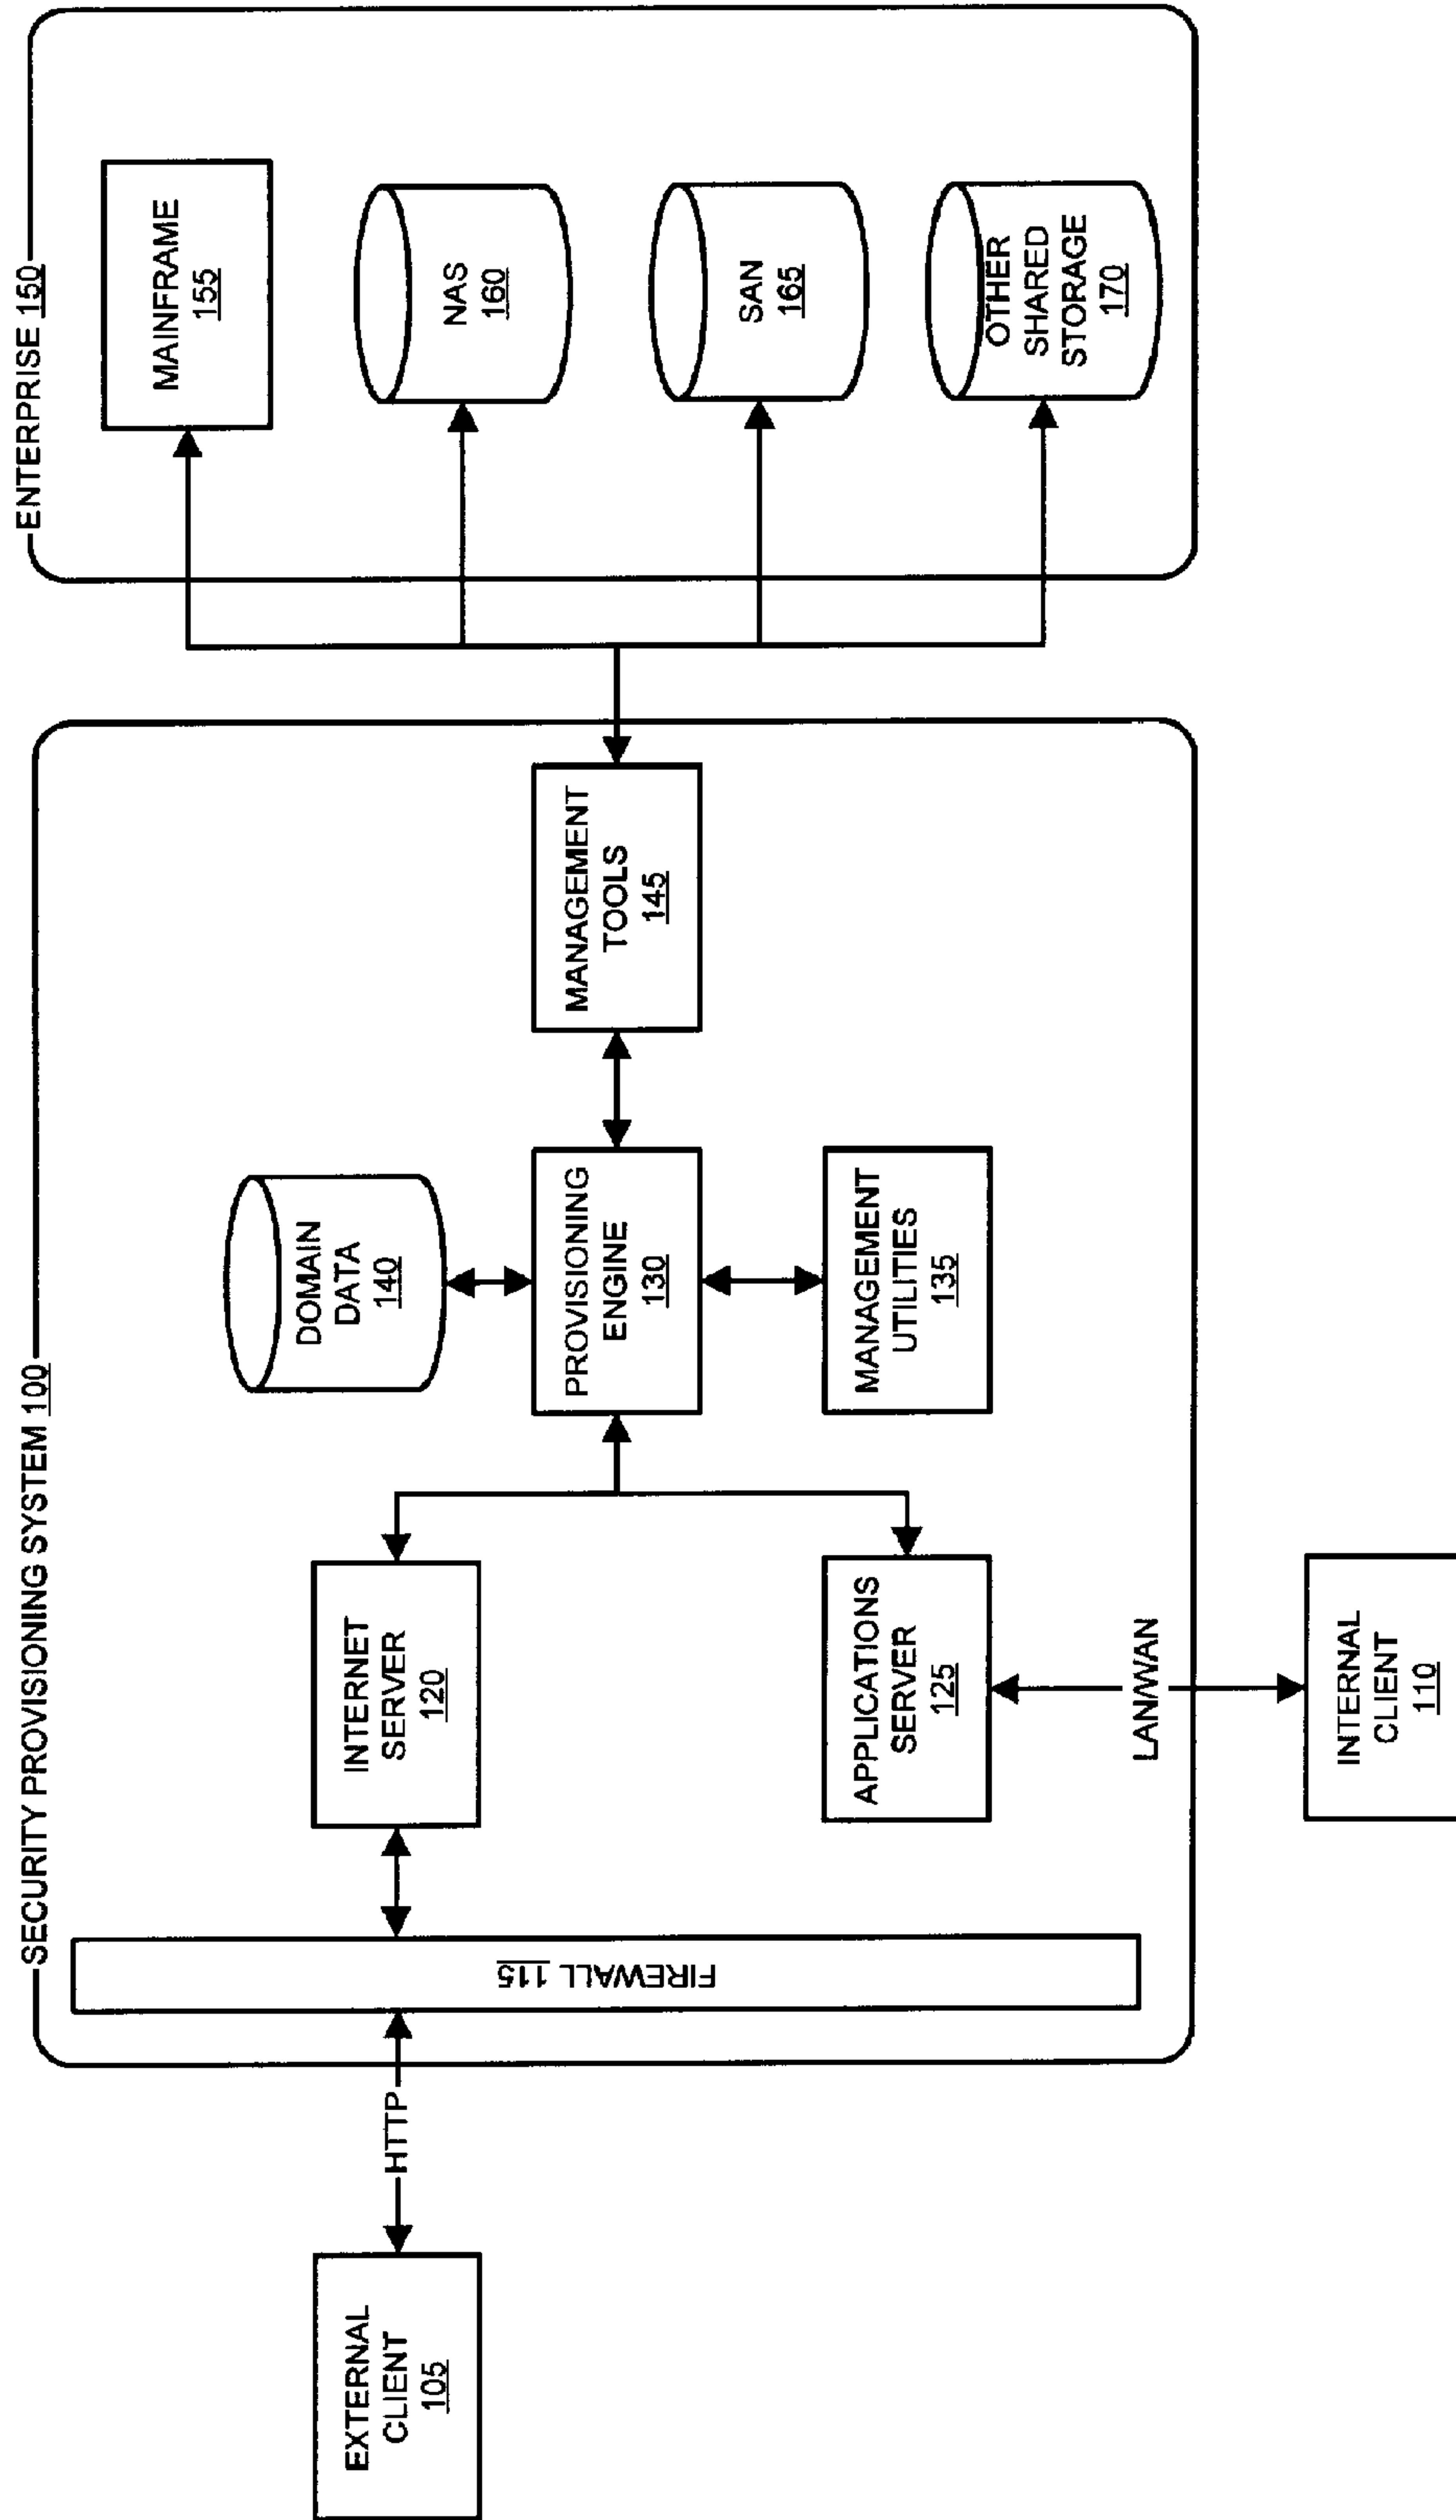 SECURITY PROVISIONING SYSTEM 100
ENTERPRISE 150
EXTERNAL
CLIENT
105
HTTP
FIREWALL 115
INTERNET
SERVER
120
APPLICATIONS
SERVER
125
LAN/WAN
INTERNAL
CLIENT
110
DOMAIN
DATA
140
PROVISIONING
ENGINE
130
MANAGEMENT
UTILITIES
135
MANAGEMENT
TOOLS
145
MAINFRAME
155
NAS
160
SAN
165
OTHER
SHARED
STORAGE
170